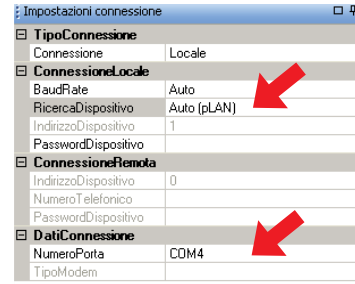 Impostazioni connessione
TipoConnessione
Connessione Locale
ConnessioneLocale
BaudRate Auto
RicercaDispositivo Auto (pLAN)
IndirizzoDispositivo 1
PasswordDispositivo
ConnessioneRemota
IndirizzoDispositivo 0
NumeroTelefonico
PasswordDispositivo
DatiConnessione
NumeroPorta COM4
TipoModem